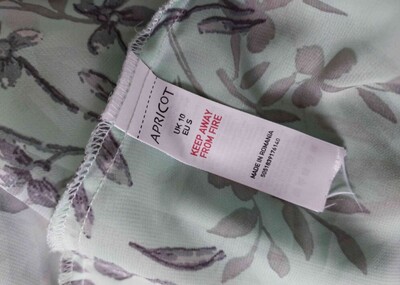 APRICOT
UK 10
EU S
KEEP AWAY
FROM FIRE
MADE IN ROMANIA